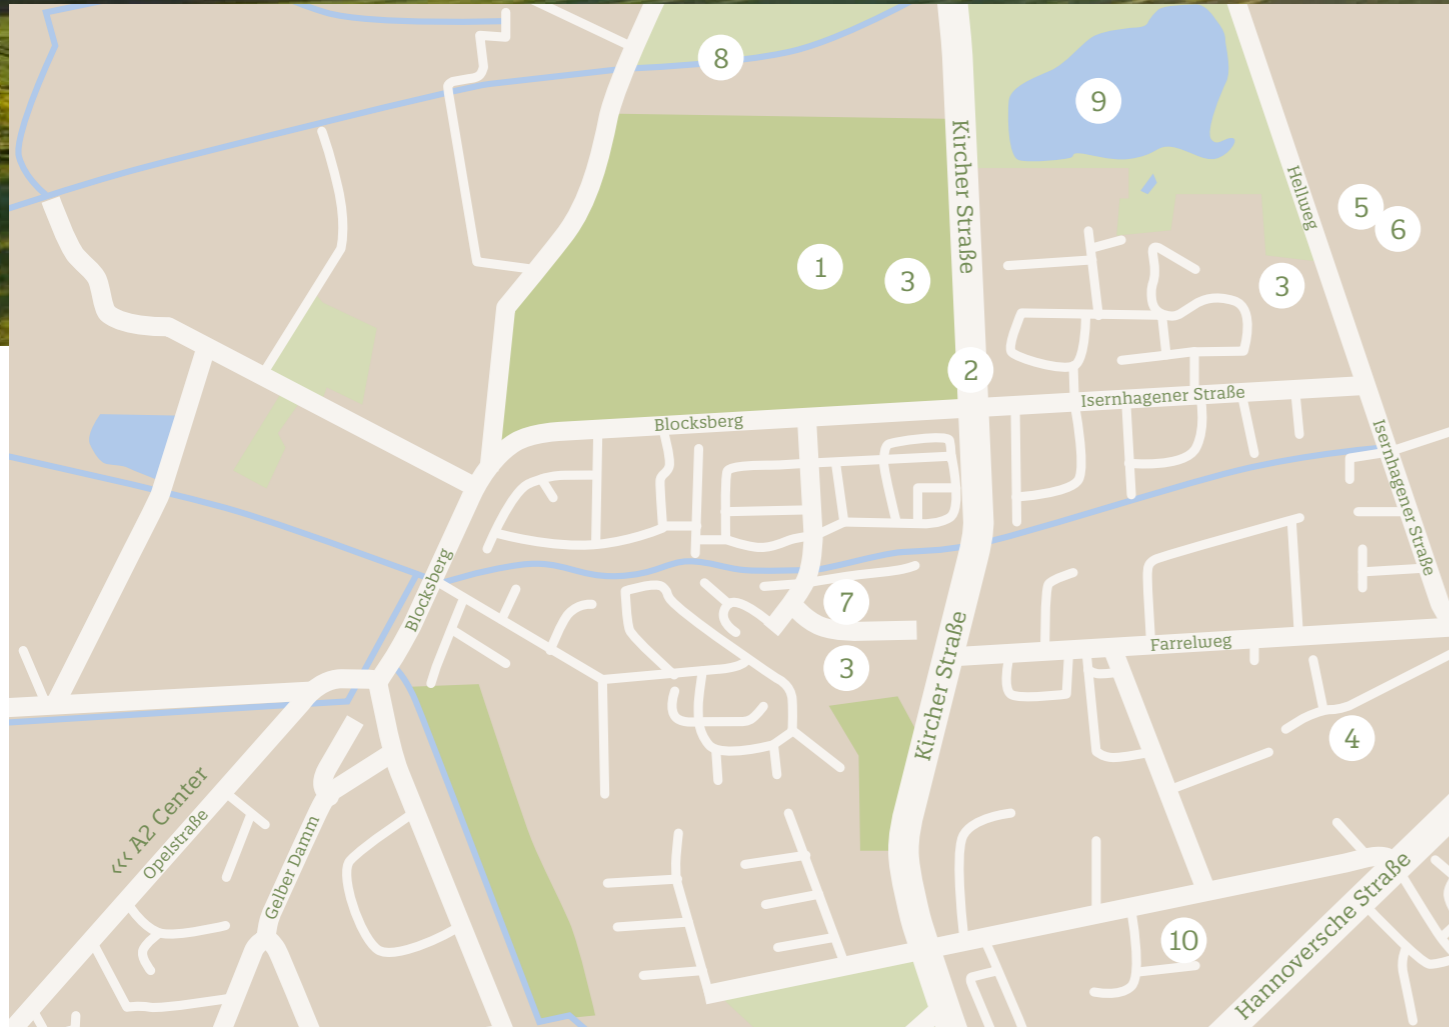 8
9
Kircher Straße
Hellweg
5
6
1
3
3
2
Isernhagener Straße
Blocksberg
Isernhagener Straße
Blocksberg
7
Kircher Straße
Farrelweg
3
4
<<< A2 Center
Opelstraße
Gelber Damm
Hannoversche Straße
10